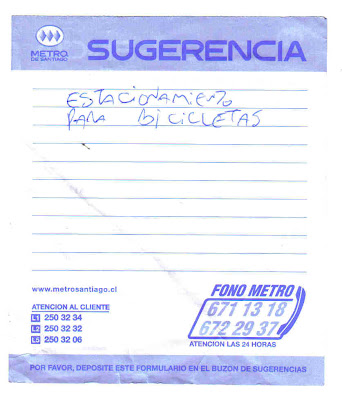 METRO
DE SANTIAGO
SUGERENCIA
ESTACIONAMIENTO
PARA BICICLLETAS
www.metrosantiago.cl
ATENCION AL CLIENTE
L1 250 32 34
L2 250 32 32
L5 250 32 06
FONO METRO
671 13 18
672 29 37
ATENCION LAS 24 HORAS
POR FAVOR, DEPOSITE ESTE FORMULARIO EN EL BUZON DE SUGERENCIAS